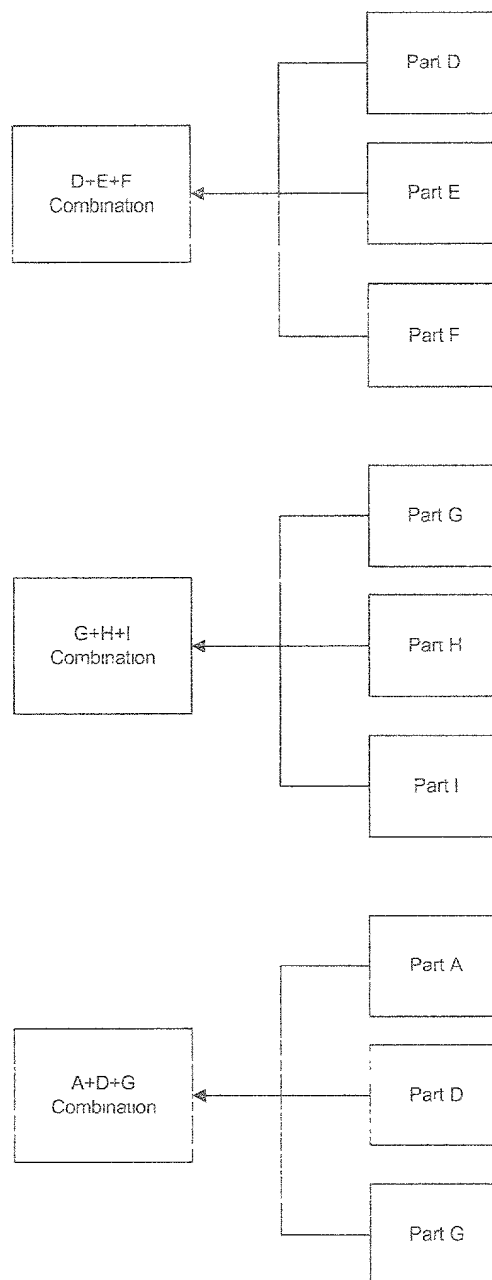 Part D
D+E+F
Combination
Part E
Part F
Part G
G+H+I
Combination
Part H
Part I
Part A
A+D+G
Combination
Part D
Part G